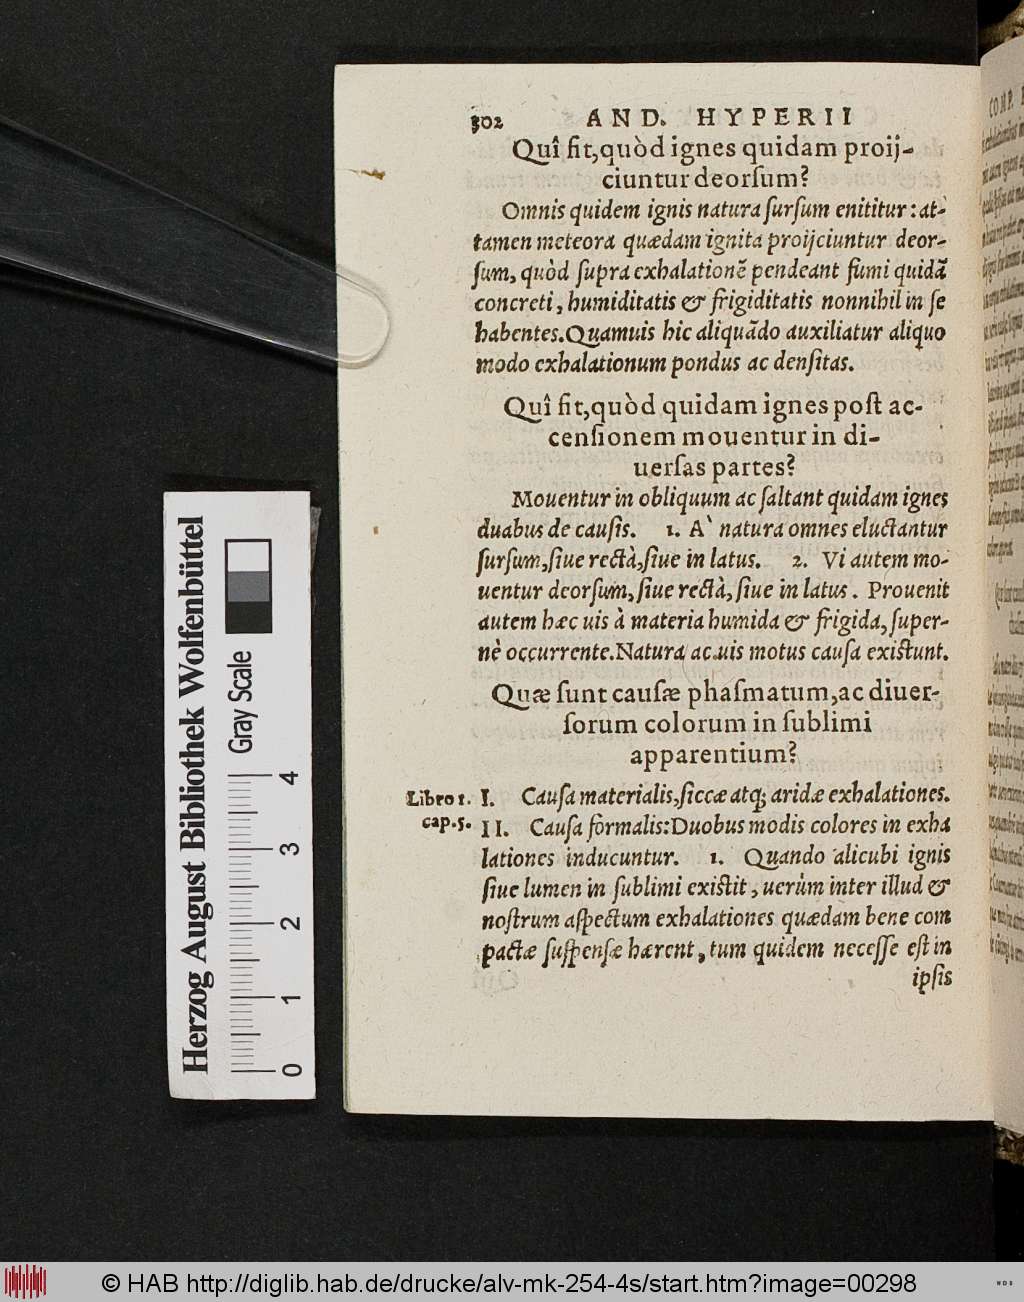 302 AND. HYPERII
Quî fit,quòd ignes quidam proij-
ciuntur deorſum?
Omnis quidem ignis natura ſurſum enititur: at-
tamen meteora quædam ignita proijciuntur deor-
ſum, quòd ſupra exhalationẽ pendeant fumi quidã
concreti, humiditatis & frigiditatis nonnihil in ſe
habentes. Quamuis hic aliquãdo auxiliatur aliquo
modo exhalationum pondus ac denſitas.
Quî fit,quòd quidam ignes poſt ac-
cenſionem mouentur in di-
uerſas partes?
Mouentur in obliquum ac ſaltant quidam ignes
duabus de cauſis. 1. A` natura omnes eluctantur
ſurſum,ſiue rectà,ſiue in latus. 2. Vi autem mo-
uentur deorſum, ſiue rectà, ſiue in latus. Prouenit
autem hæc uis à materia humida & frigida, ſuper-
nè occurrente. Natura ac uis motus cauſa exiſtunt.
Quæ ſunt cauſæ phaſmatum,ac diuer-
ſorum colorum in ſublimi
apparentium?
Libro 1. I. Cauſa materialis,ſiccæ atq; aridæ exhalationes.
cap.5. II. Cauſa formalis: Duobus modis colores in exha
lationes inducuntur. 1. Quando alicubi ignis
ſiue lumen in ſublimi exiſtit, uerùm inter illud &
noſtrum aſpectum exhalationes quædam bene com
pactæ ſuſpenſæ hærent, tum quidem neceſſe eſt in
ipſis
Herzog August Bibliothek Wolfenbüttel
Gray Scale
0 1 2 3 4
© HAB http://diglib.hab.de/drucke/alv-mk-254-4s/start.htm?image=00298